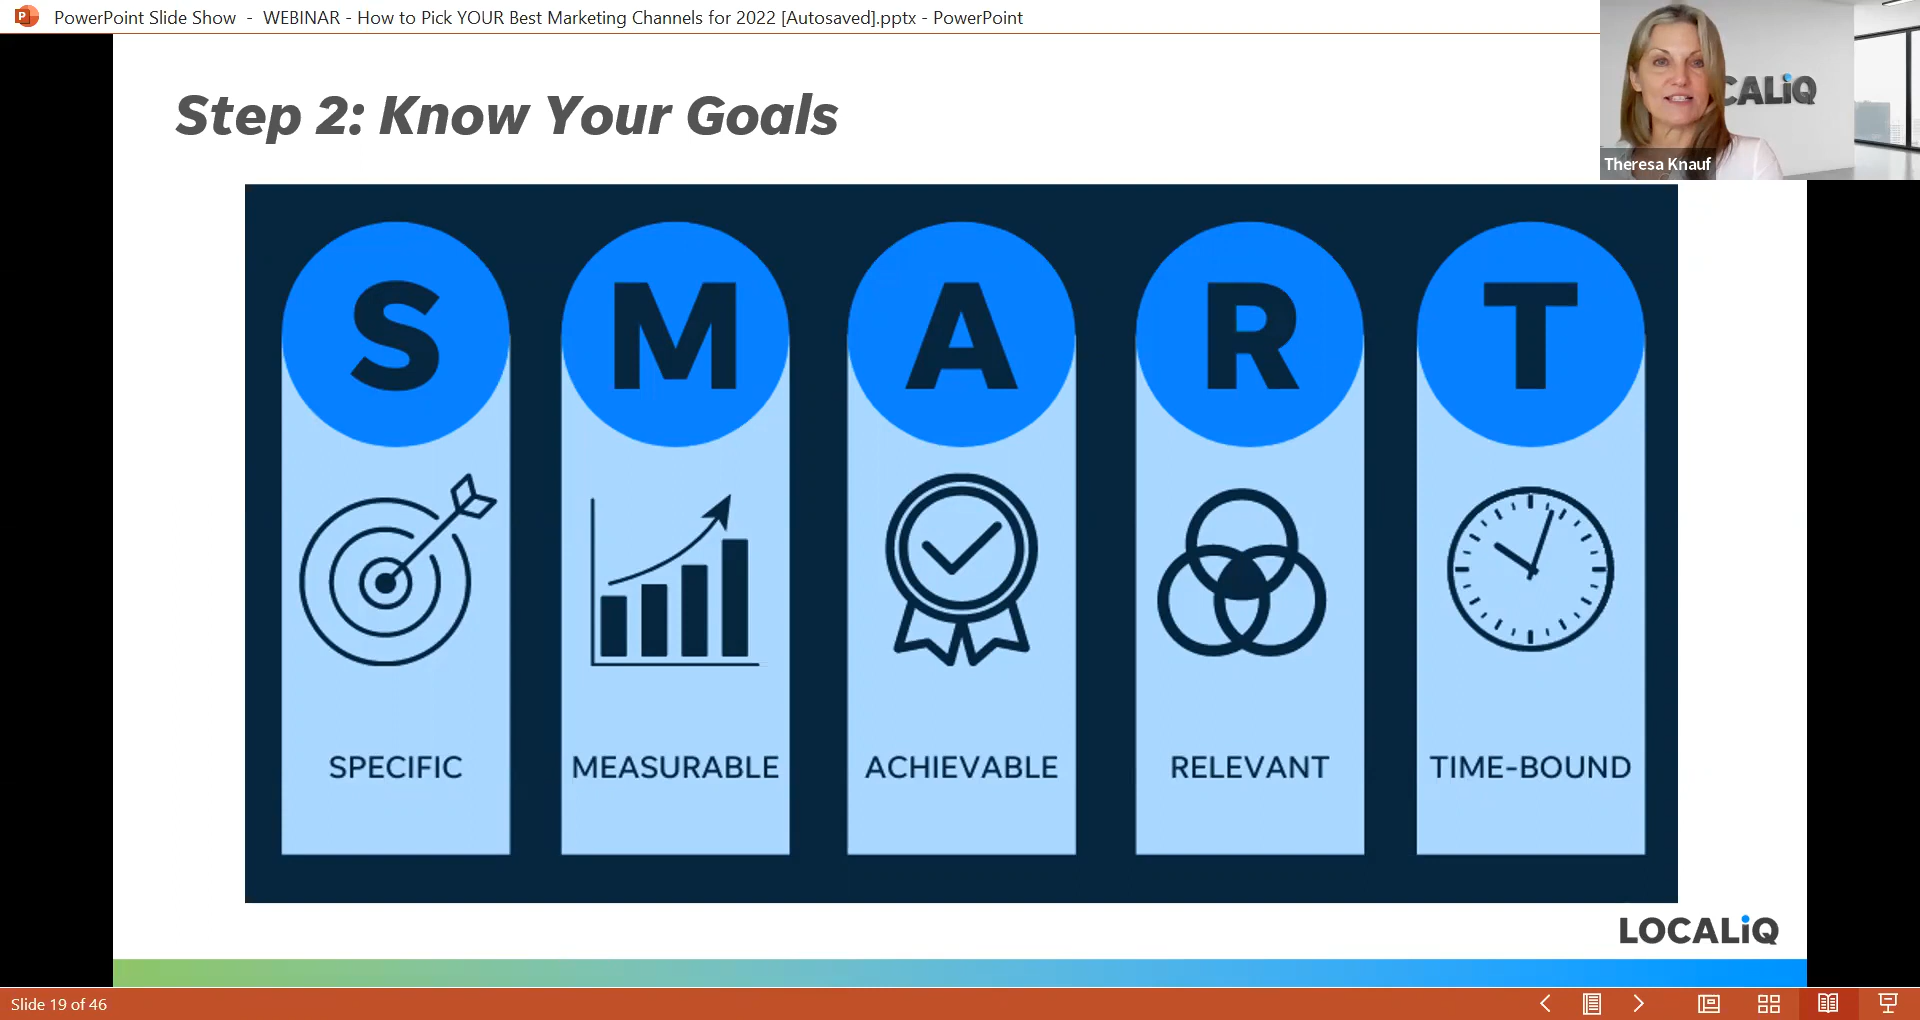 PowerPoint Slide Show - WEBINAR - How to Pick YOUR Best Marketing Channels for 2022 [Autosaved].pptx - PowerPoint
CALiQ
Theresa Knauf
Step 2: Know Your Goals
S M A R T
SPECIFIC MEASURABLE ACHIEVABLE RELEVANT TIME-BOUND
LOCALiQ
Slide 19 of 46